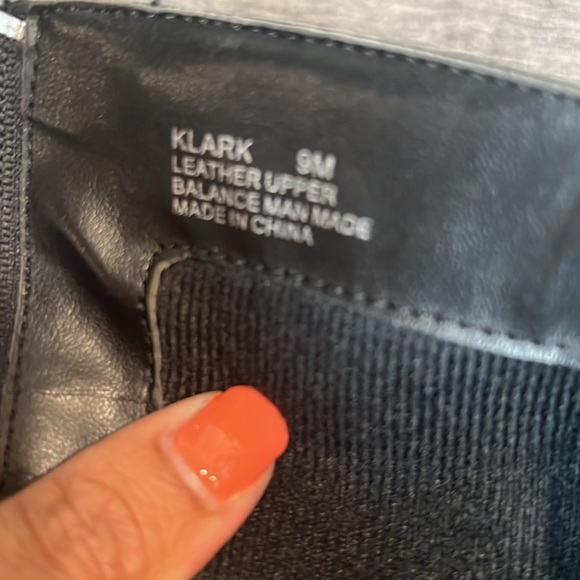 KLARK 9M
LEATHER UPPER
BALANCE MAN MADE
MADE IN CHINA